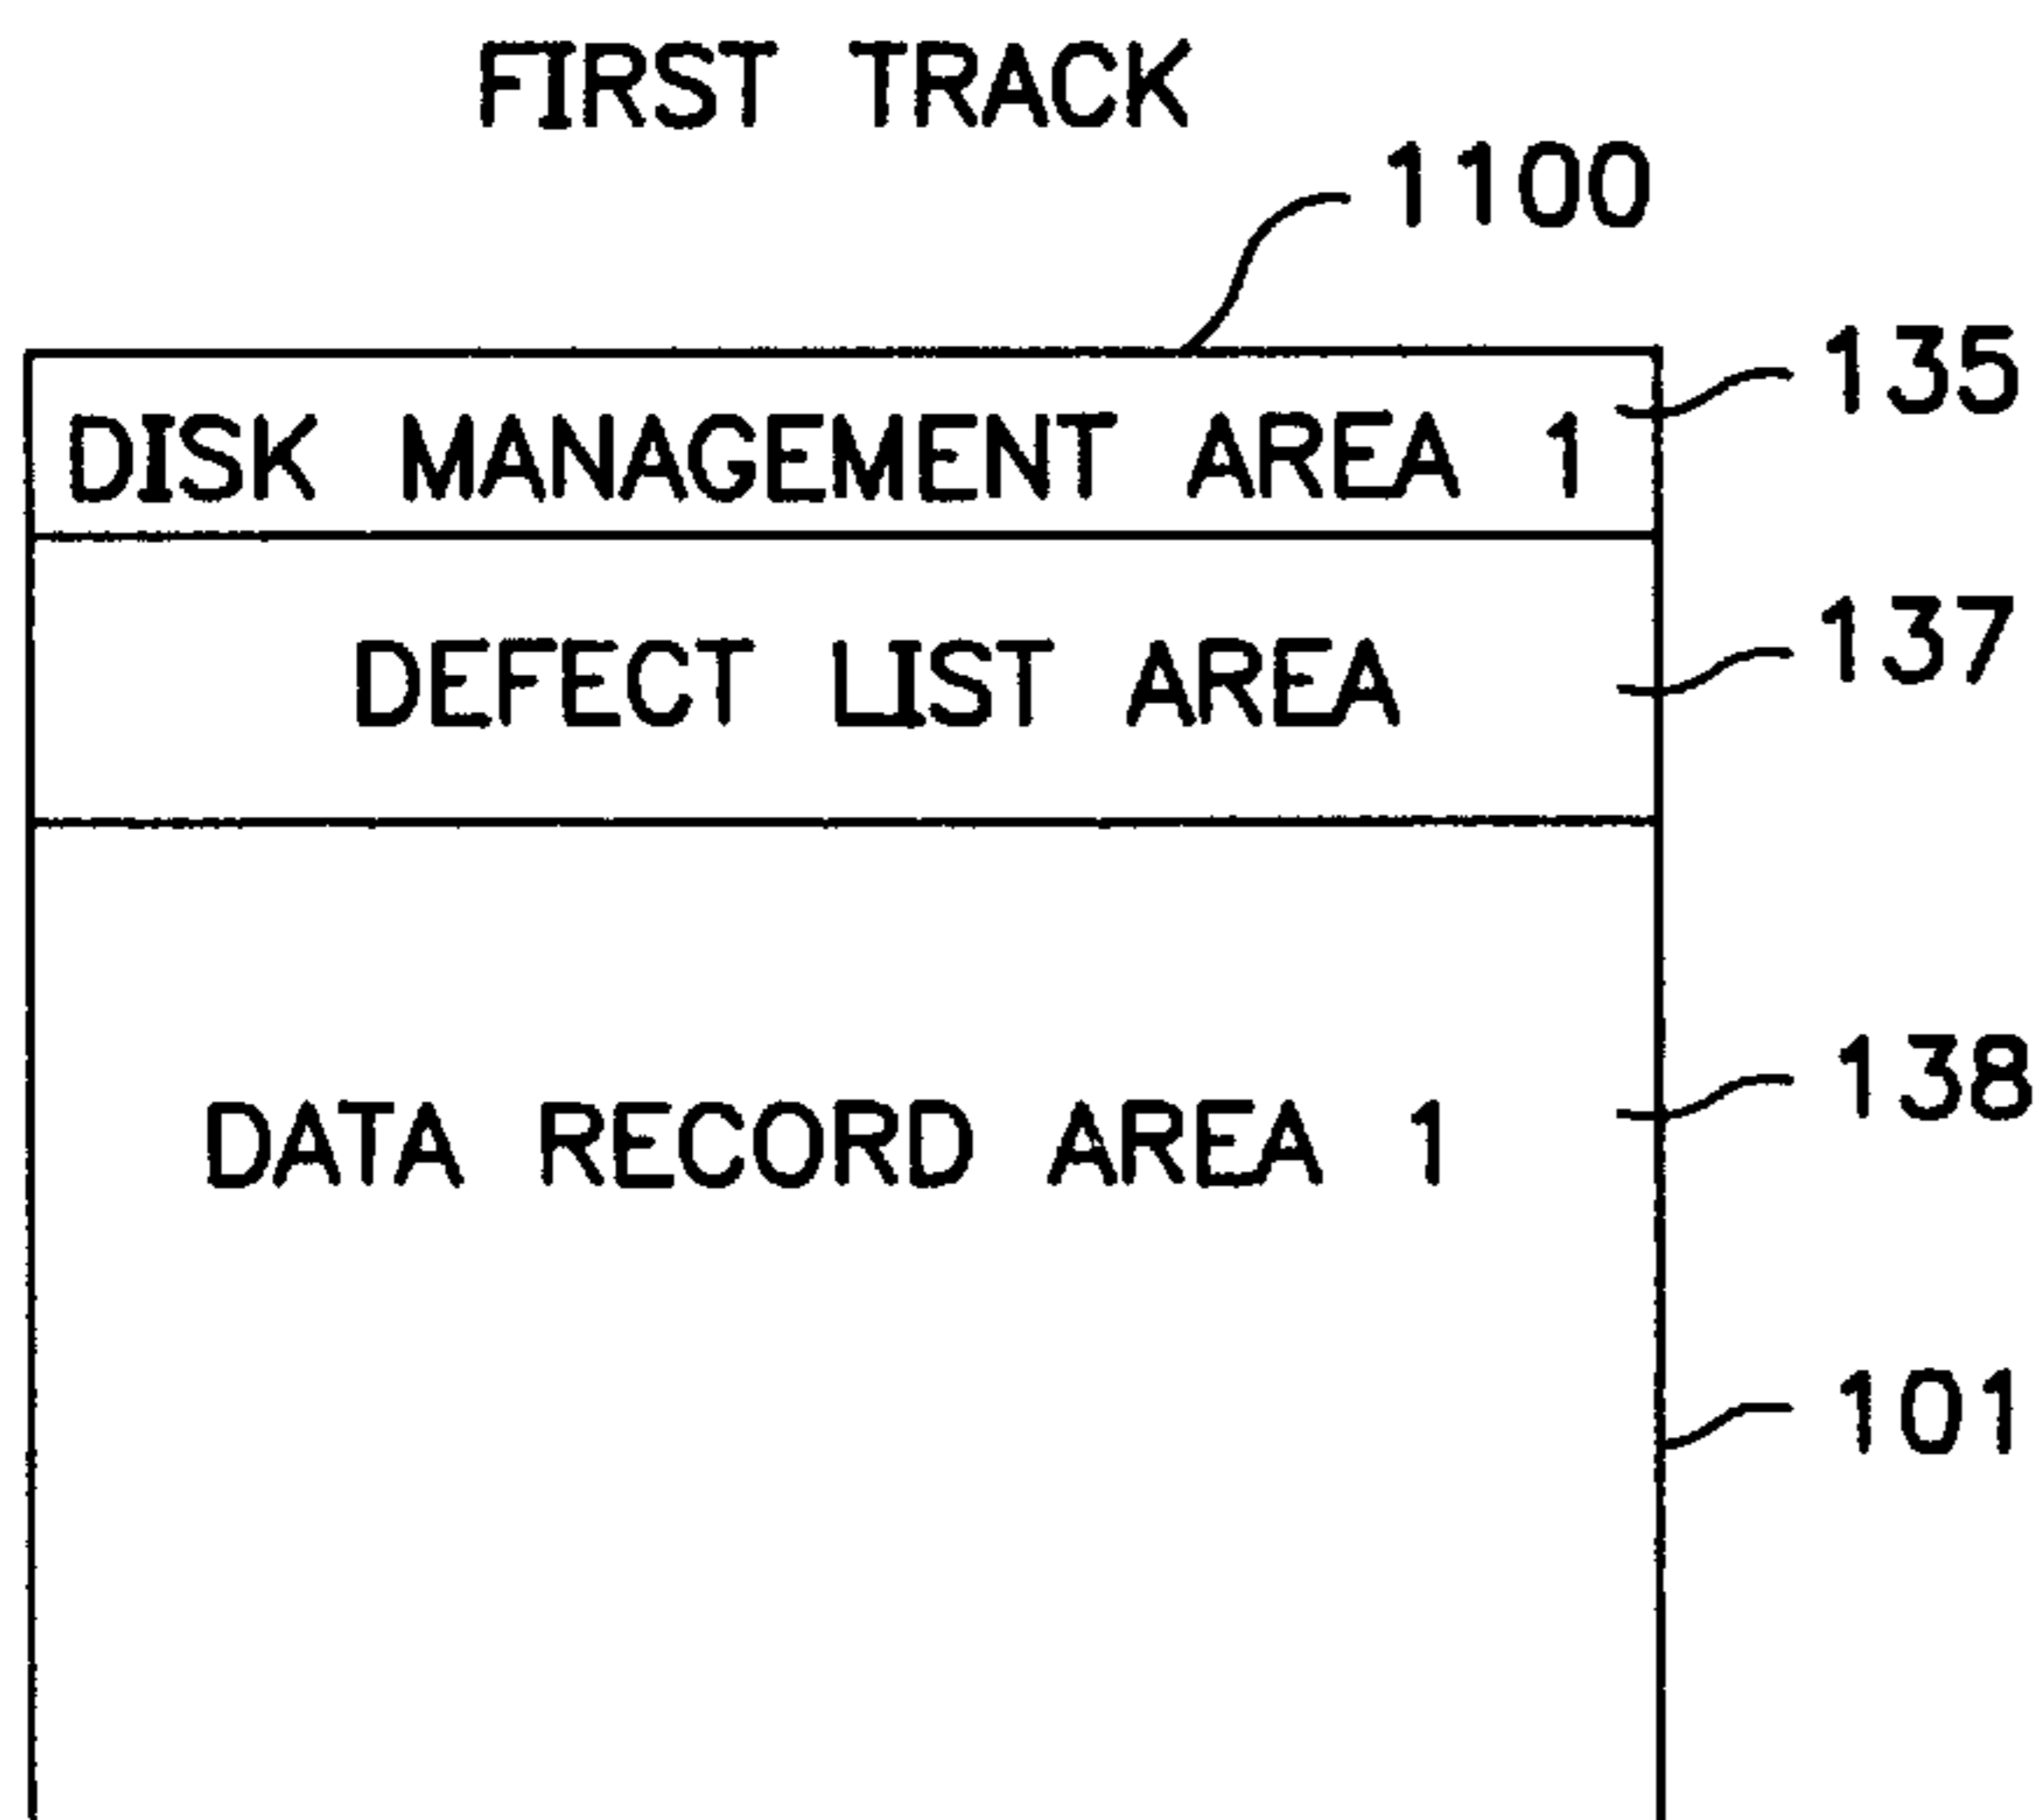 FIRST TRACK
1100
135
DISK MANAGEMENT AREA 1
137
DEFECT LIST AREA
138
DATA RECORD AREA 1
101